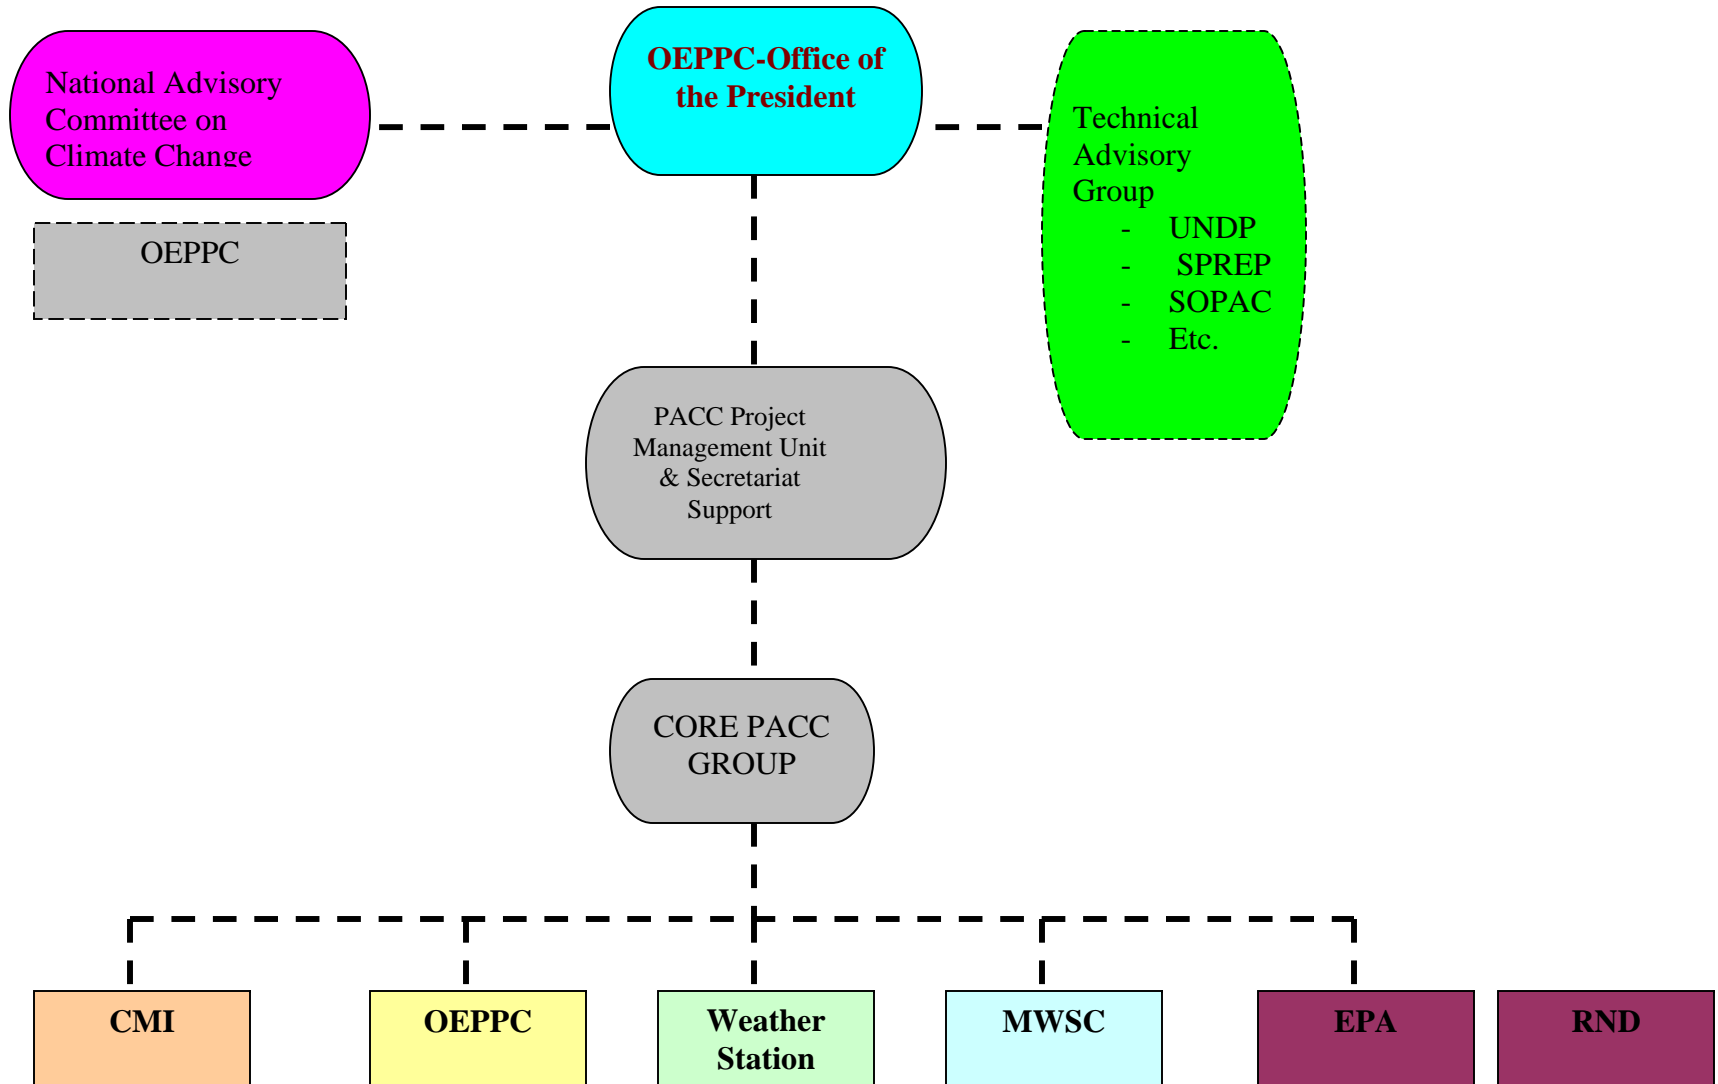 National Advisory
Committee on
Climate Change
OEPPC
OEPPC-Office of
the President
Technical
Advisory
Group
- UNDP
- SPREP
- SOPAC
- Etc.
PACC Project
Management Unit
& Secretariat
Support
CORE PACC
GROUP
CMI
OEPPC
Weather
Station
MWSC
EPA
RND